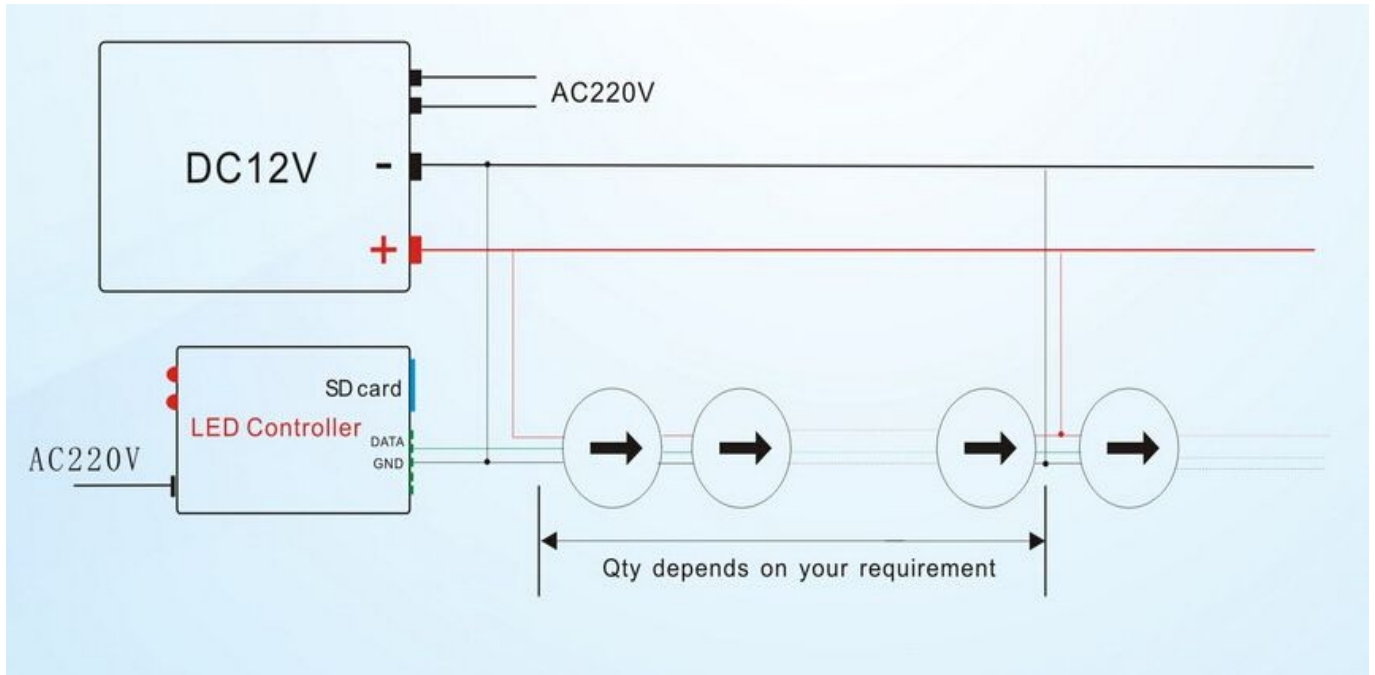 AC220V
DC12V -
+
SD card
LED Controller
DATA
GND
AC220V
Qty depends on your requirement